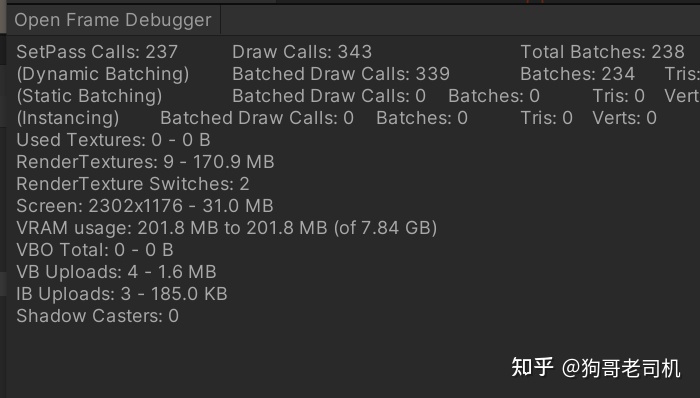 Open Frame Debugger
SetPass Calls: 237 Draw Calls: 343 Total Batches: 238
(Dynamic Batching) Batched Draw Calls: 339 Batches: 234 Tris:
(Static Batching) Batched Draw Calls: 0 Batches: 0 Tris: 0 Vert
(Instancing) Batched Draw Calls: 0 Batches: 0 Tris: 0 Verts: 0
Used Textures: 0 - 0 B
RenderTextures: 9 - 170.9 MB
RenderTexture Switches: 2
Screen: 2302x1176 - 31.0 MB
VRAM usage: 201.8 MB to 201.8 MB (of 7.84 GB)
VBO Total: 0 - 0 B
VB Uploads: 4 - 1.6 MB
IB Uploads: 3 - 185.0 KB
Shadow Casters: 0
知乎 @狗哥老司机